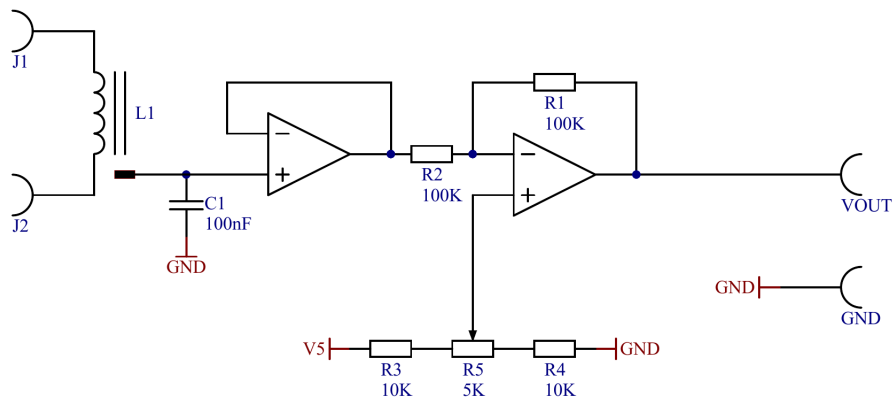 J1
L1
J2
C1
100nF
GND
−
+
R2
100K
R1
100K
−
+
VOUT
GND
GND
V5
R3
10K
R5
5K
R4
10K
GND